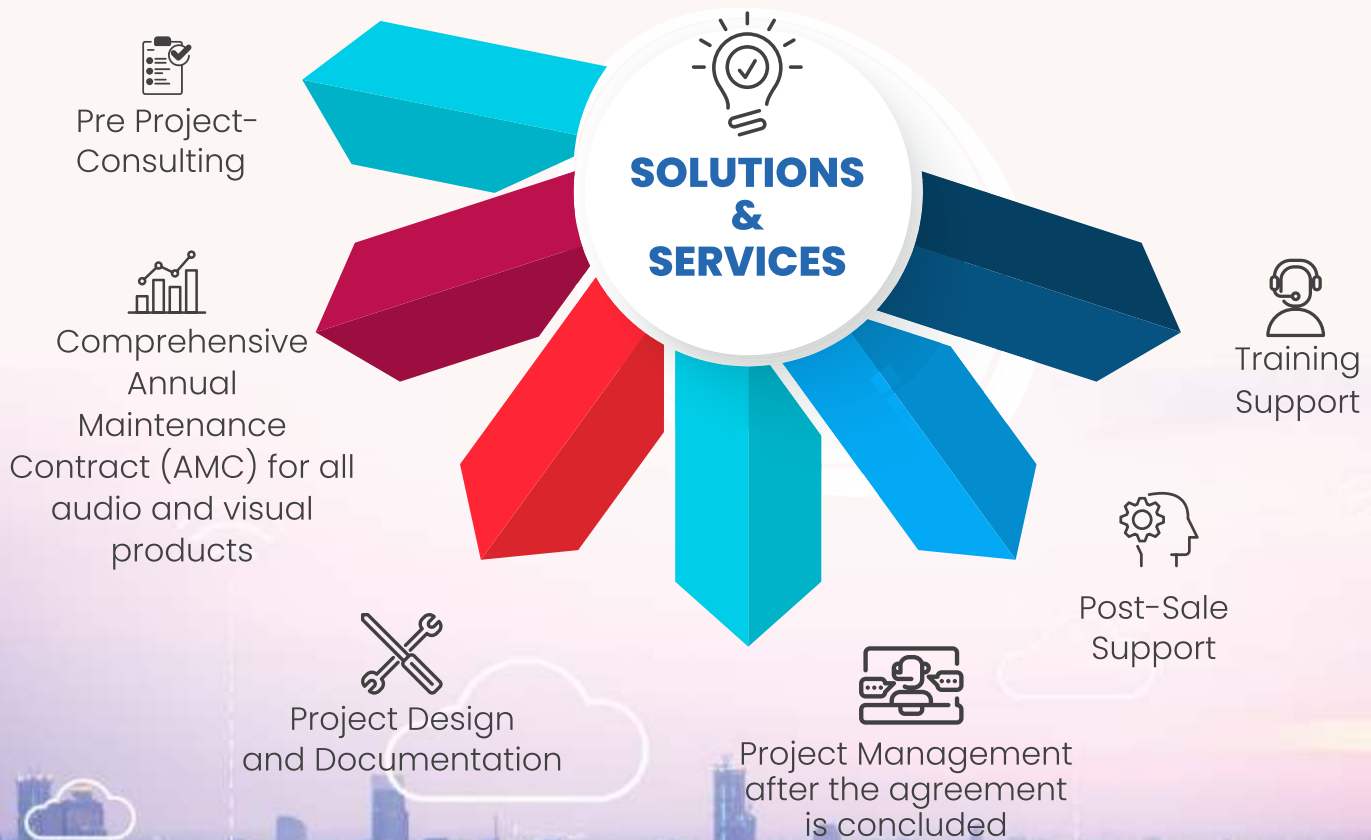 SOLUTIONS
&
SERVICES
Pre Project-
Consulting
Comprehensive
Annual
Maintenance
Contract (AMC) for all
audio and visual
products
Project Design
and Documentation
Project Management
after the agreement
is concluded
Post-Sale
Support
Training
Support